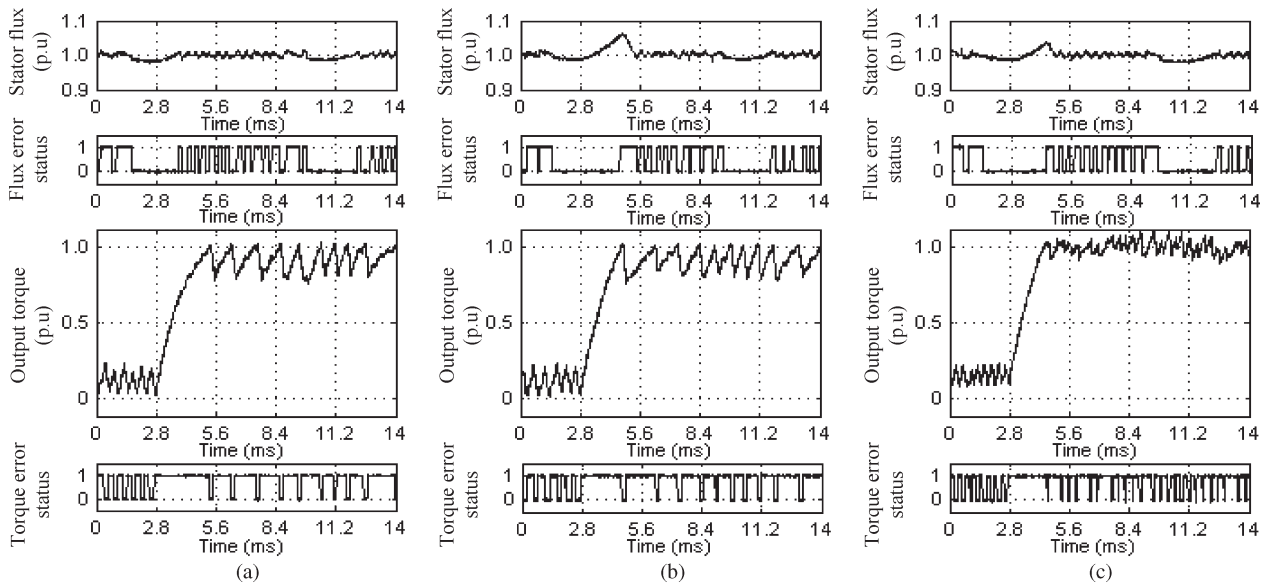 Stator flux
(p.u)
1.1
1.0
0.9
0 2.8 5.6 8.4 11.2 14
Time (ms)
Flux error
status
1
0
0 2.8 5.6 8.4 11.2 14
Time (ms)
Output torque
(p.u)
1.0
0.5
0
0 2.8 5.6 8.4 11.2 14
Time (ms)
Torque error
status
1
0
0 2.8 5.6 8.4 11.2 14
Time (ms)
(a)
Stator flux
(p.u)
1.1
1.0
0.9
0 2.8 5.6 8.4 11.2 14
Time (ms)
Flux error
status
1
0
0 2.8 5.6 8.4 11.2 14
Time (ms)
Output torque
(p.u)
1.0
0.5
0
0 2.8 5.6 8.4 11.2 14
Time (ms)
Torque error
status
1
0
0 2.8 5.6 8.4 11.2 14
Time (ms)
(b)
Stator flux
(p.u)
1.1
1.0
0.9
0 2.8 5.6 8.4 11.2 14
Time (ms)
Flux error
status
1
0
0 2.8 5.6 8.4 11.2 14
Time (ms)
Output torque
(p.u)
1.0
0.5
0
0 2.8 5.6 8.4 11.2 14
Time (ms)
Torque error
status
1
0
0 2.8 5.6 8.4 11.2 14
Time (ms)
(c)